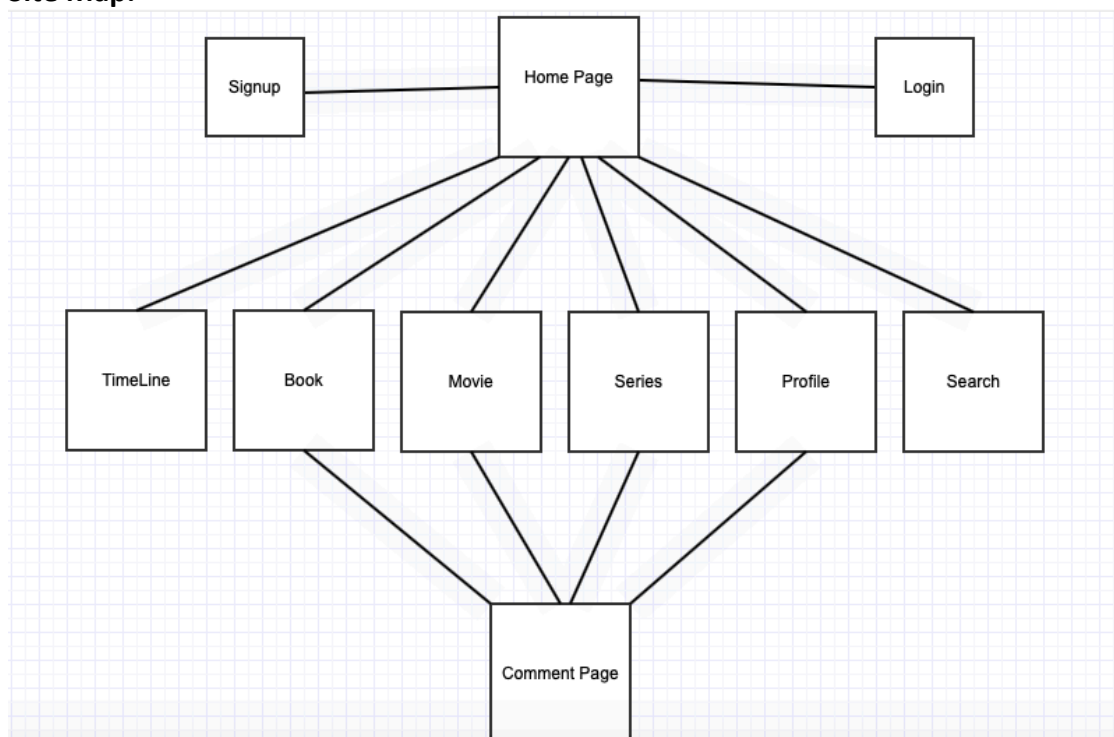 Site Map:
Home Page
Signup
Login
TimeLine
Book
Movie
Series
Profile
Search
Comment Page